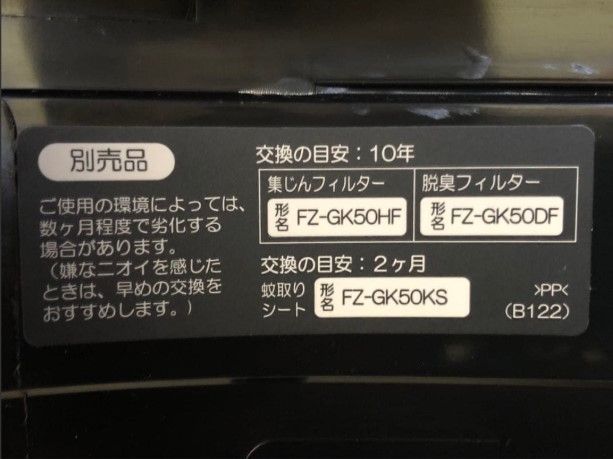 別売品
ご使用の環境によっては、
数ヶ月程度で劣化する
場合があります。
（嫌なニオイを感じた
ときは、早めの交換を
おすすめします。）
交換の目安：10年
集じんフィルター
形名 FZ-GK50HF
脱臭フィルター
形名 FZ-GK50DF
交換の目安：2ヶ月
蚊取り
シート
形名 FZ-GK50KS
>PP<
(B122)